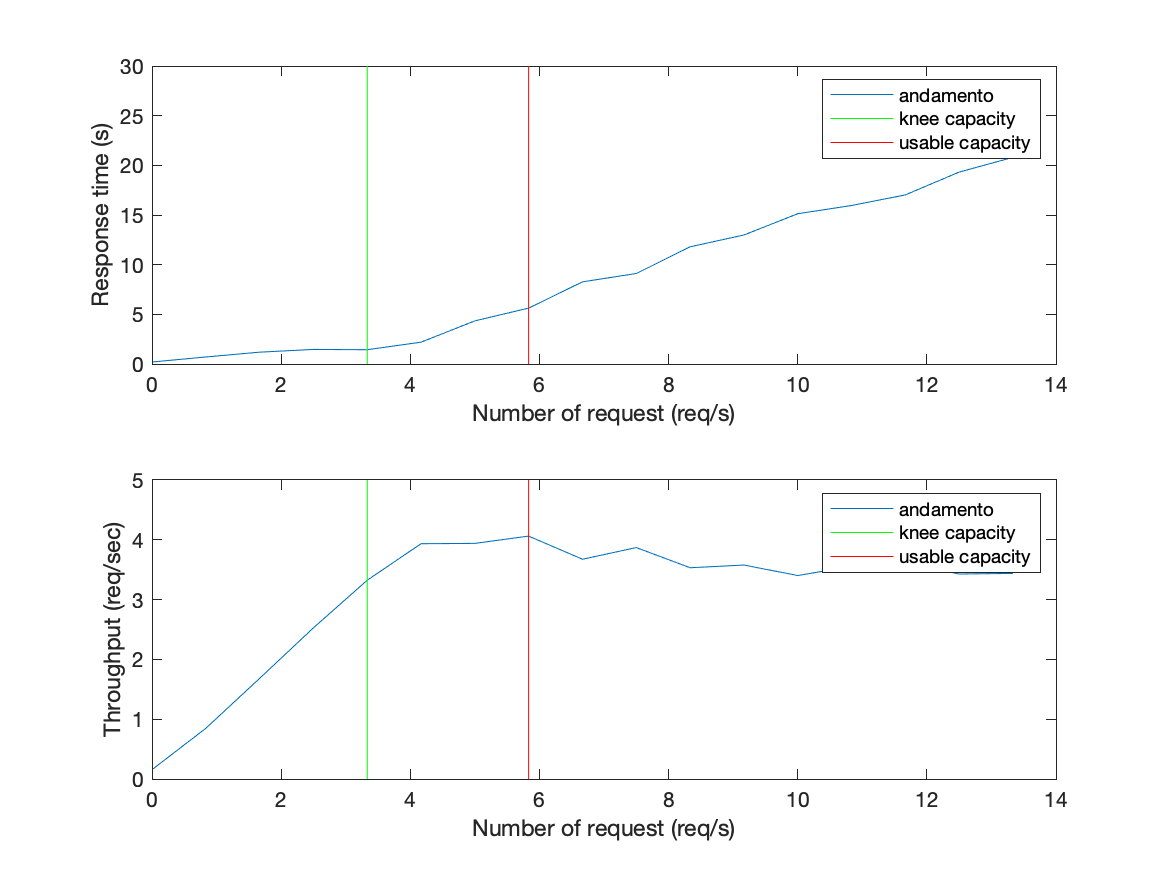 30
25
20
15
10
5
0
Response time (s)
andamento
knee capacity
usable capacity
0 2 4 6 8 10 12 14
Number of request (req/s)
5
4
3
2
1
0
Throughput (req/sec)
andamento
knee capacity
usable capacity
0 2 4 6 8 10 12 14
Number of request (req/s)